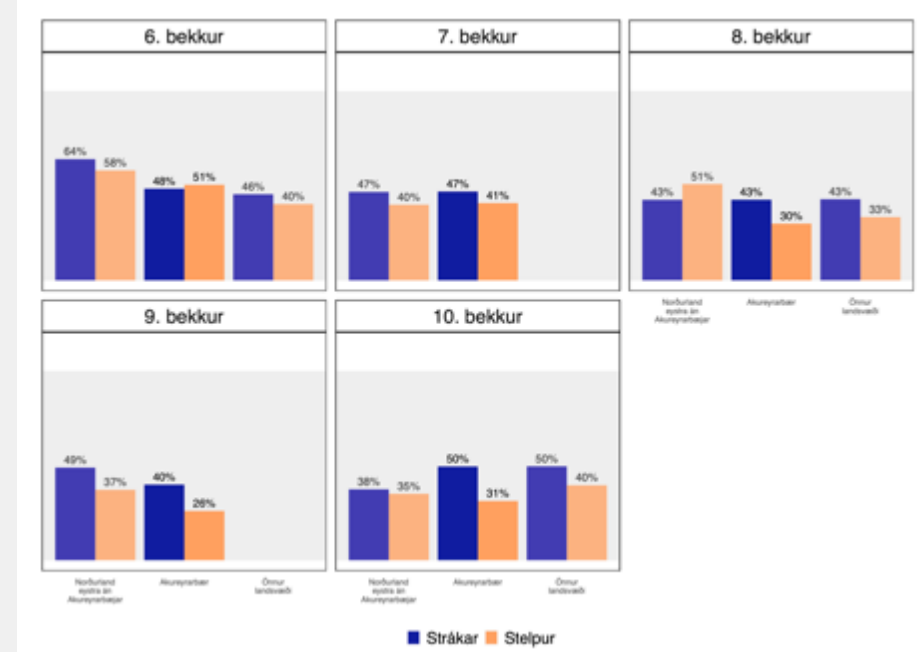 6. bekkur
7. bekkur
8. bekkur
64% 58% 48% 51% 46% 40%
47% 40% 47% 41%
43% 51% 43% 30% 43% 33%
Norðurland
eystra án
Akureyrarbæjar
Akureyrarbær
Önnur
landsvæði
9. bekkur
10. bekkur
49% 37% 40% 26%
38% 35% 50% 31% 50% 40%
Norðurland
eystra án
Akureyrarbæjar
Akureyrarbær
Önnur
landsvæði
Norðurland
eystra án
Akureyrarbæjar
Akureyrarbær
Önnur
landsvæði
Strákar Stelpur